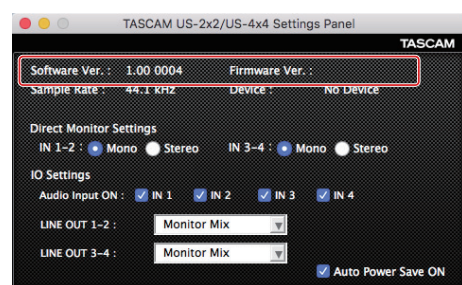 TASCAM US-2x2/US-4x4 Settings Panel
TASCAM
Software Ver. : 1.00 0004 Firmware Ver. :
Sample Rate : 44.1 kHz Device : No Device
Direct Monitor Settings
IN 1-2 : Mono Stereo IN 3-4 : Mono Stereo
IO Settings
Audio Input ON : IN 1 IN 2 IN 3 IN 4
LINE OUT 1-2 : Monitor Mix
LINE OUT 3-4 : Monitor Mix
Auto Power Save ON